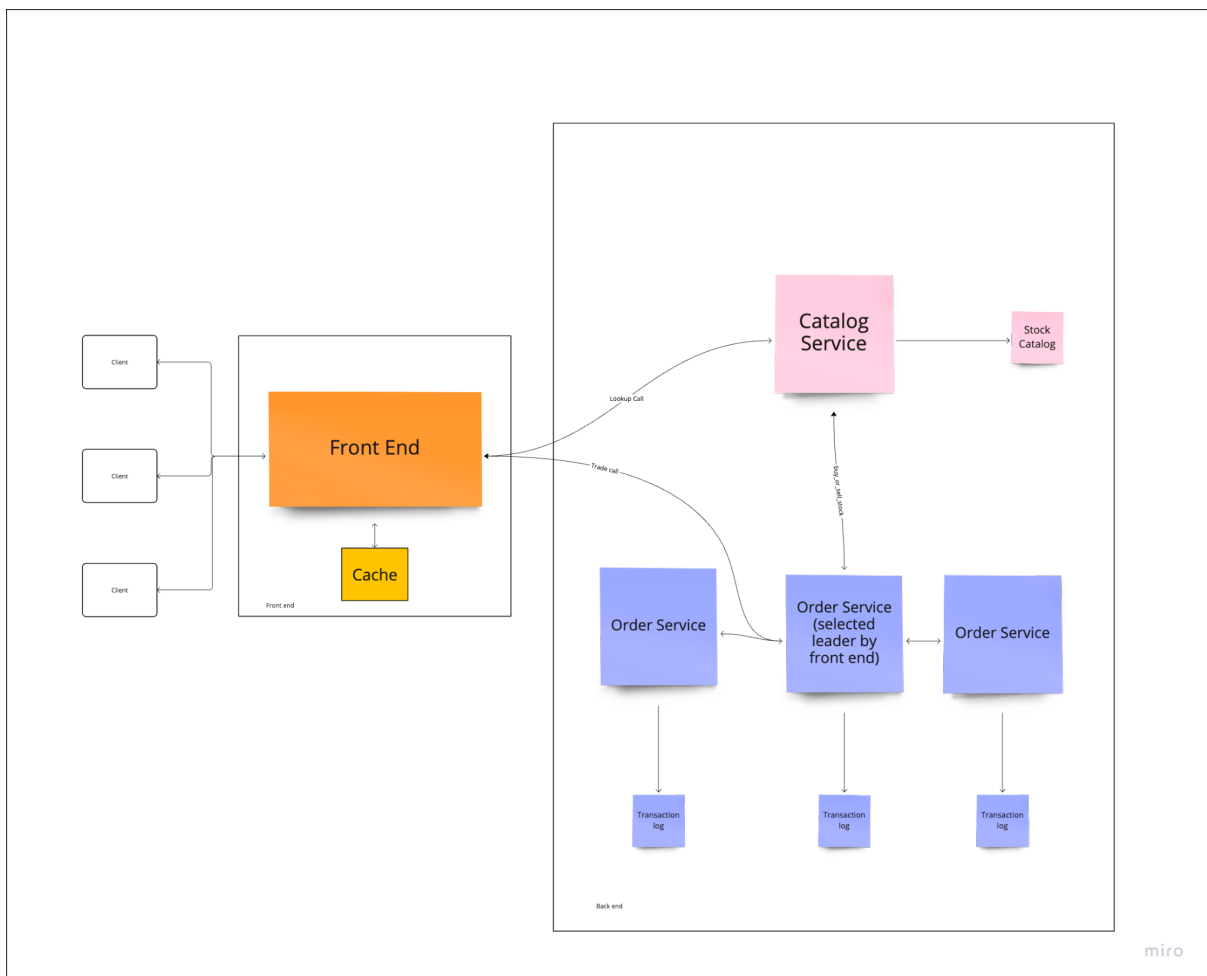 Catalog
Service
Stock
Catalog
Client
Lookup Call
Front End
Trade call
Client
buy_or_sell_stock
Cache
Client
Front end
Order Service
Order Service
(selected
leader by
front end)
Order Service
Transaction
log
Transaction
log
Transaction
log
Back end
miro